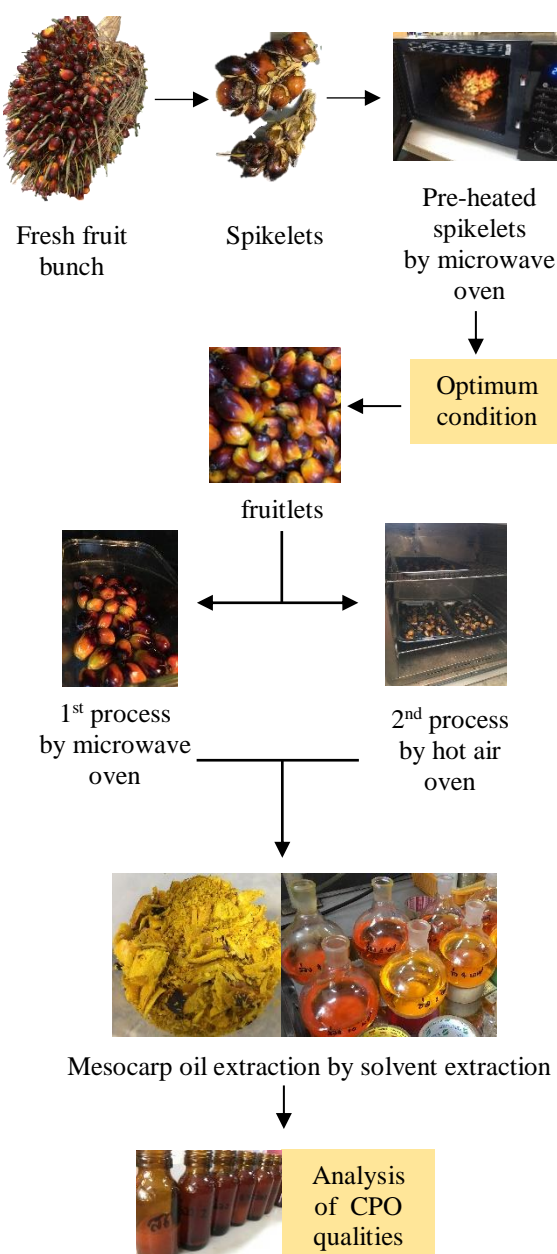 Fresh fruit
bunch
Spikelets
Pre-heated
spikelets
by microwave
oven
Optimum
condition
fruitlets
1st process
by microwave
oven
2nd process
by hot air
oven
Mesocarp oil extraction by solvent extraction
Analysis
of CPO
qualities